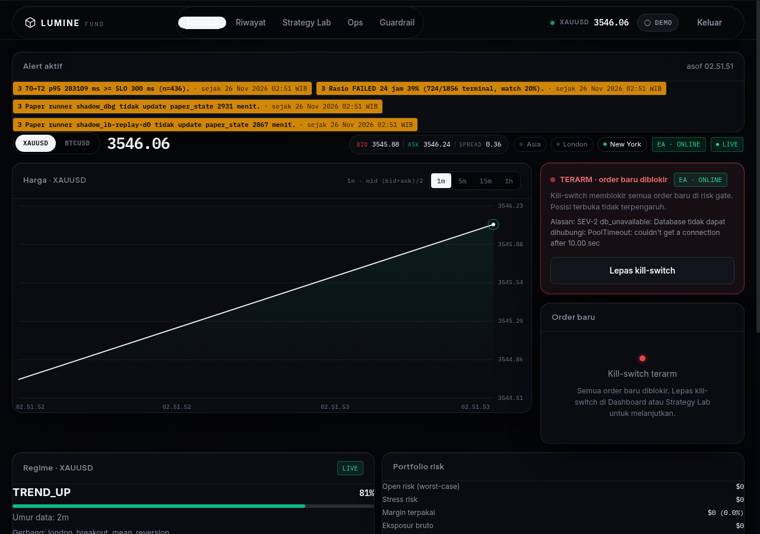 LUMINE FUND
Riwayat Strategy Lab Ops Guardrail
XAUUSD 3546.06 DEMO Keluar
Alert aktif
asof 02.51.51
3 T0→T2 p95 283109 ms >= SLO 300 ms (n=436). · sejak 26 Nov 2026 02:51 WIB
3 Rasio FAILED 24 jam 39% (724/1856 terminal, watch 20%). · sejak 26 Nov 2026 02:51 WIB
3 Paper runner shadow_dbg tidak update paper_state 2931 menit. · sejak 26 Nov 2026 02:51 WIB
3 Paper runner shadow_lb-replay-d0 tidak update paper_state 2867 menit. · sejak 26 Nov 2026 02:51 WIB
XAUUSD BTCUSD 3546.06
BID 3545.88 ASK 3546.24 SPREAD 0.36
Asia London New York EA · ONLINE LIVE
Harga · XAUUSD
1m · mid (bid+ask)/2 1m 5m 15m 1h
3546.23
3545.88
3545.54
3545.20
3544.86
3544.51
02.51.52 02.51.52 02.51.53 02.51.53
TERARM · order baru diblokir EA · ONLINE
Kill-switch memblokir semua order baru di risk gate.
Posisi terbuka tidak terpengaruh.
Alasan: SEV-2 db_unavailable: Database tidak dapat
dihubungi: PoolTimeout: couldn't get a connection
after 10.00 sec
Lepas kill-switch
Order baru
Kill-switch terarm
Semua order baru diblokir. Lepas kill-
switch di Dashboard atau Strategy Lab
untuk melanjutkan.
Regime · XAUUSD LIVE
TREND_UP 81%
Umur data: 2m
Gerbang: london_breakout, mean_reversion
Portfolio risk
Open risk (worst-case) $0
Stress risk $0
Margin terpakai $0 (0.0%)
Eksposur bruto $0